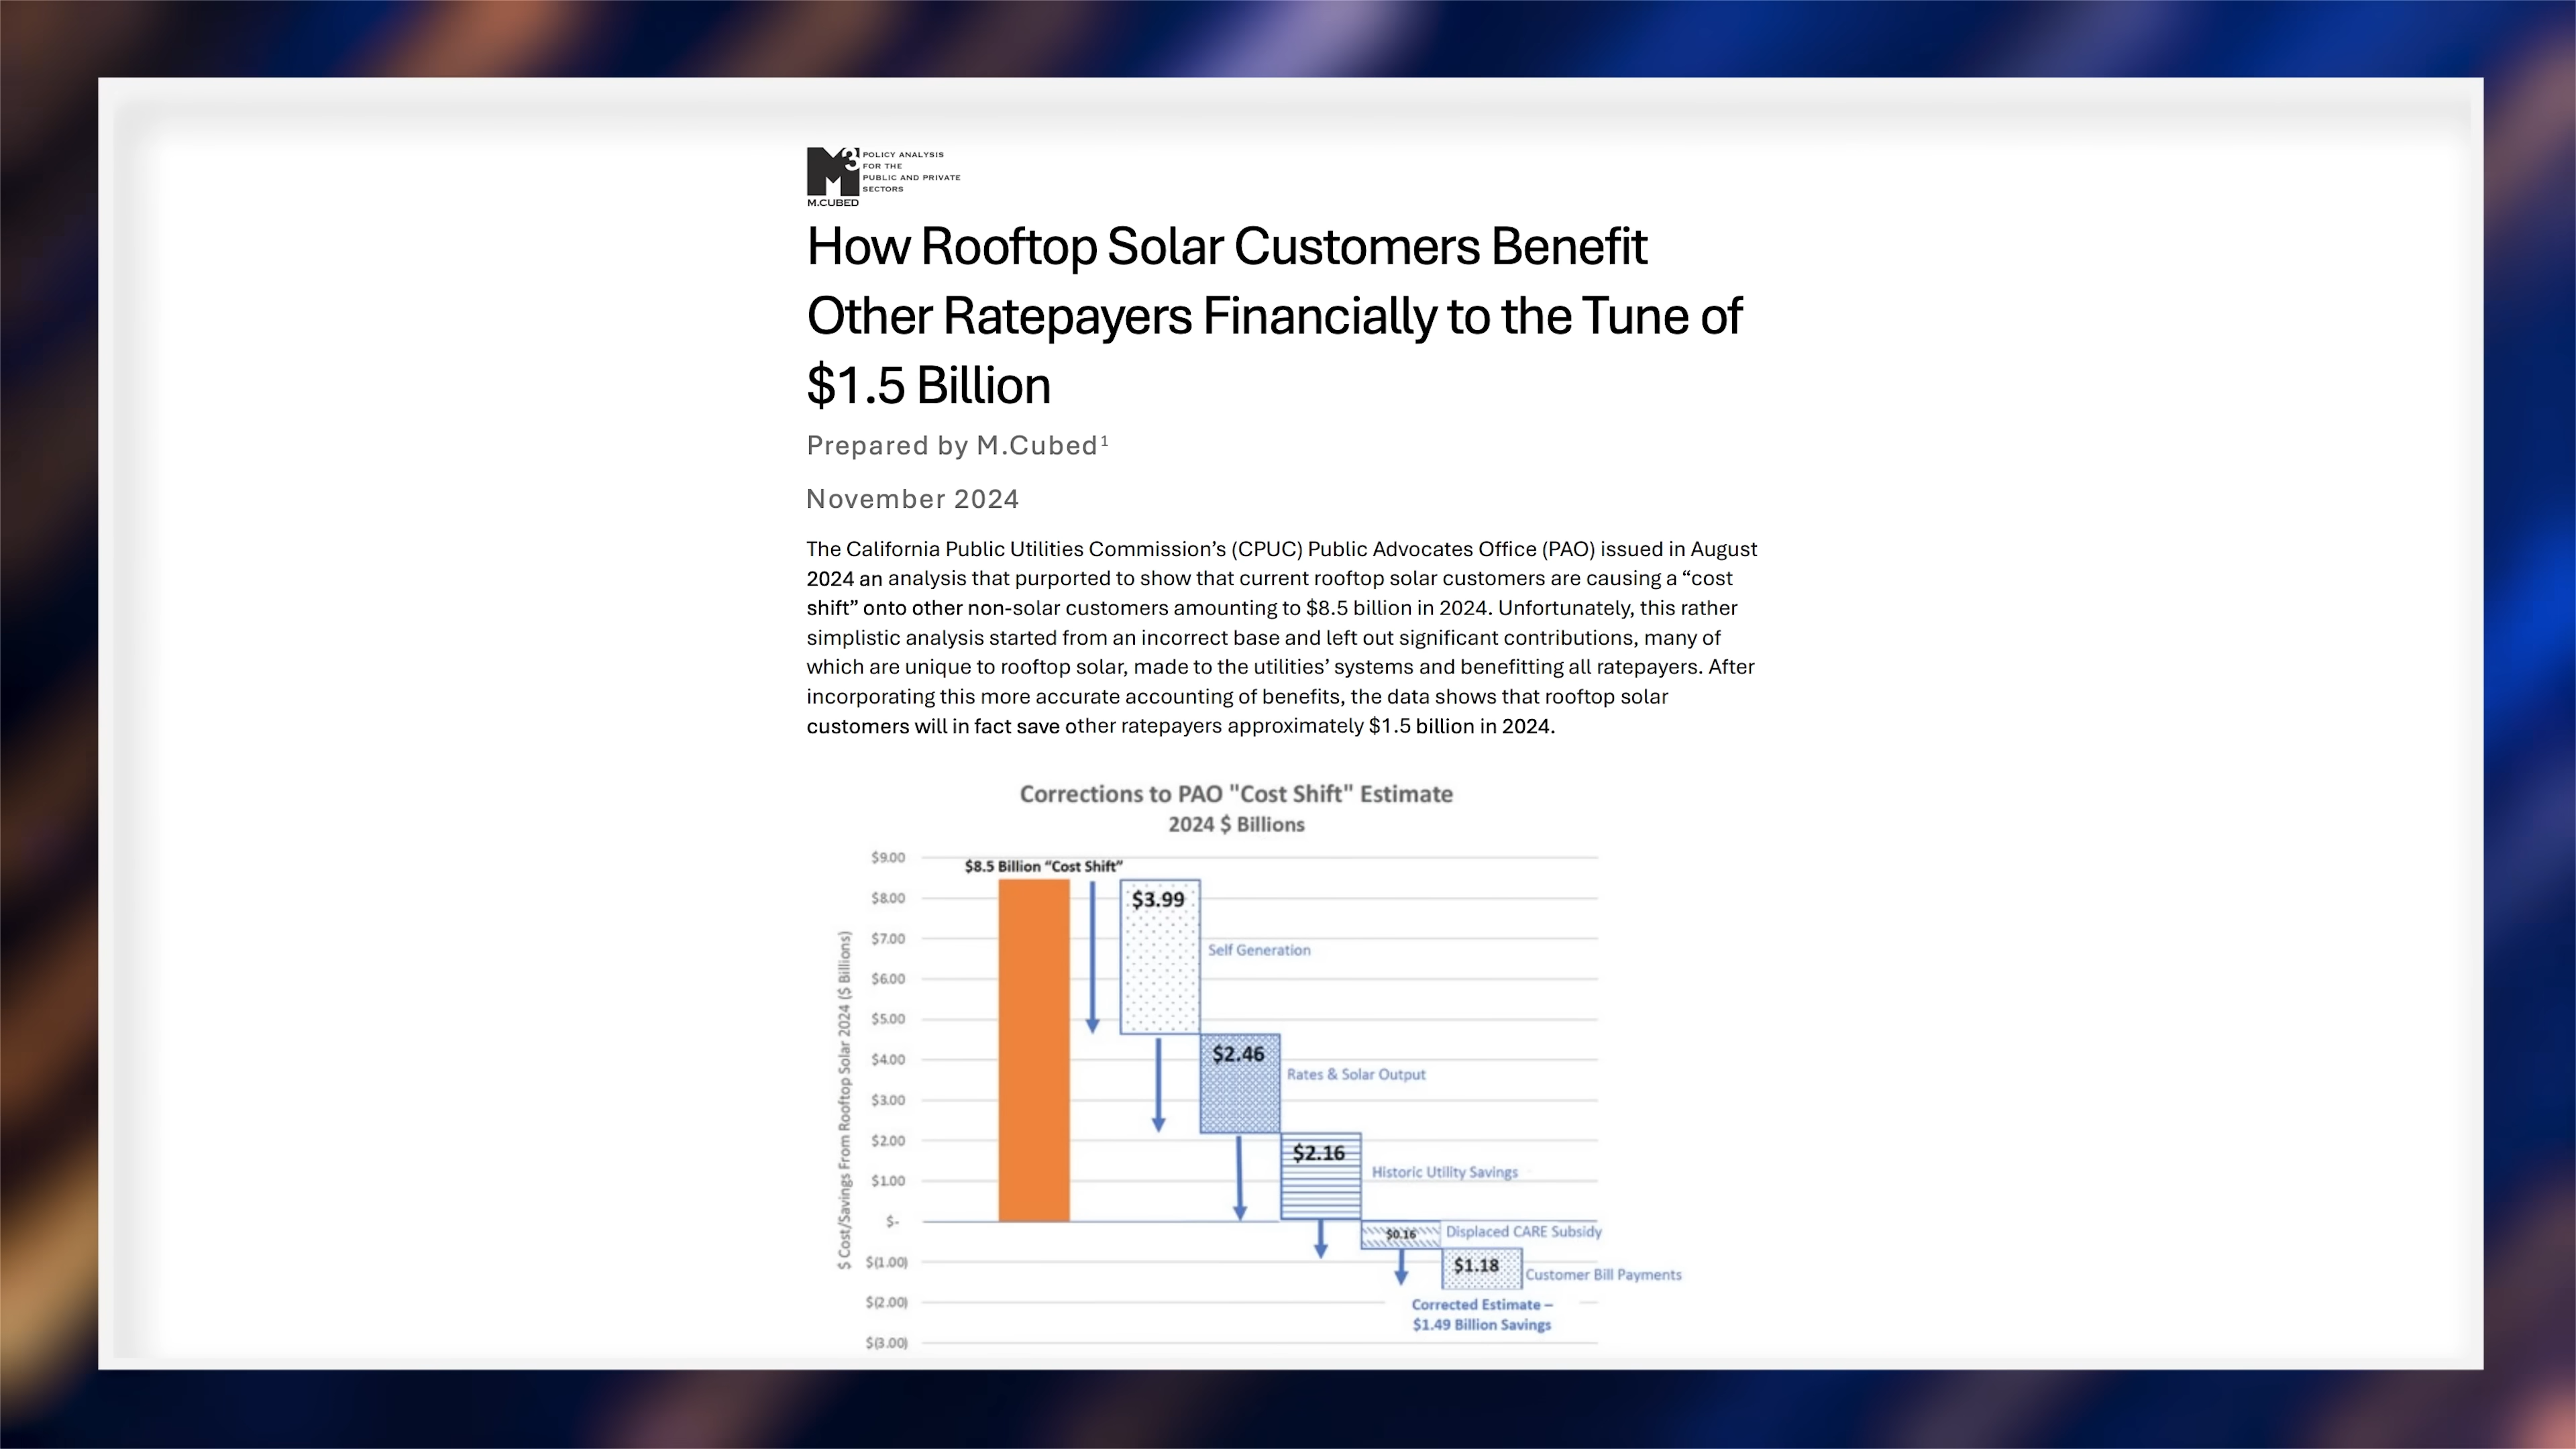 M3
POLICY ANALYSIS
FOR THE
PUBLIC AND PRIVATE
SECTORS
M.CUBED
How Rooftop Solar Customers Benefit
Other Ratepayers Financially to the Tune of
$1.5 Billion
Prepared by M.Cubed¹
November 2024
The California Public Utilities Commission’s (CPUC) Public Advocates Office (PAO) issued in August
2024 an analysis that purported to show that current rooftop solar customers are causing a “cost
shift” onto other non-solar customers amounting to $8.5 billion in 2024. Unfortunately, this rather
simplistic analysis started from an incorrect base and left out significant contributions, many of
which are unique to rooftop solar, made to the utilities’ systems and benefitting all ratepayers. After
incorporating this more accurate accounting of benefits, the data shows that rooftop solar
customers will in fact save other ratepayers approximately $1.5 billion in 2024.
Corrections to PAO "Cost Shift" Estimate
2024 $ Billions
$ Cost/Savings From Rooftop Solar 2024 ($ Billions)
$9.00
$8.5 Billion “Cost Shift”
$8.00
$3.99
$7.00
Self Generation
$6.00
$5.00
$4.00
$2.46
Rates & Solar Output
$3.00
$2.00
$2.16
Historic Utility Savings
$1.00
$-
$0.16
Displaced CARE Subsidy
$(1.00)
$1.18
Customer Bill Payments
$(2.00)
Corrected Estimate –
$1.49 Billion Savings
$(3.00)